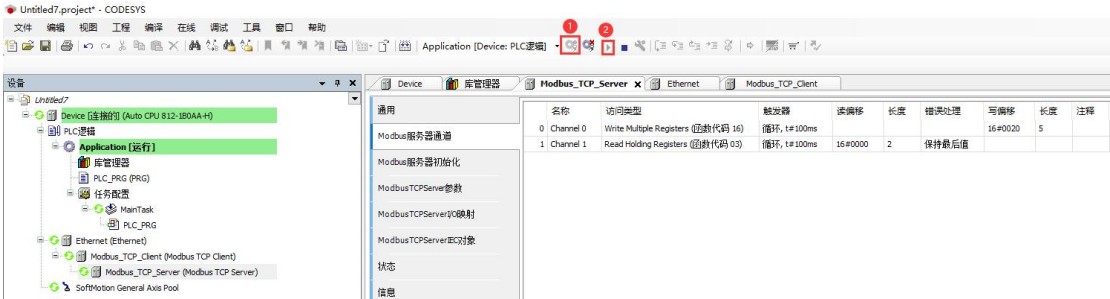 Untitled7.project* - CODESYS
文件 编辑 视图 工程 编译 在线 调试 工具 窗口 帮助
1 2
Application [Device: PLC逻辑]
设备
Device 库管理器 Modbus_TCP_Server Ethernet Modbus_TCP_Client
Untitled7
Device [连接的] (Auto CPU 812-1B0AA-H)
PLC逻辑
Application [运行]
库管理器
PLC_PRG (PRG)
任务配置
MainTask
PLC_PRG
Ethernet (Ethernet)
Modbus_TCP_Client (Modbus TCP Client)
Modbus_TCP_Server (Modbus TCP Server)
SoftMotion General Axis Pool
通用
Modbus服务器通道
Modbus服务器初始化
ModbusTCPServer参数
ModbusTCPServerI/O映射
ModbusTCPServerIEC对象
状态
信息
名称 访问类型 触发器 读偏移 长度 错误处理 写偏移 长度 注释
0 Channel 0 Write Multiple Registers (函数代码 16) 循环, t#100ms 16#0020 5
1 Channel 1 Read Holding Registers (函数代码 03) 循环, t#100ms 16#0000 2 保持最后值